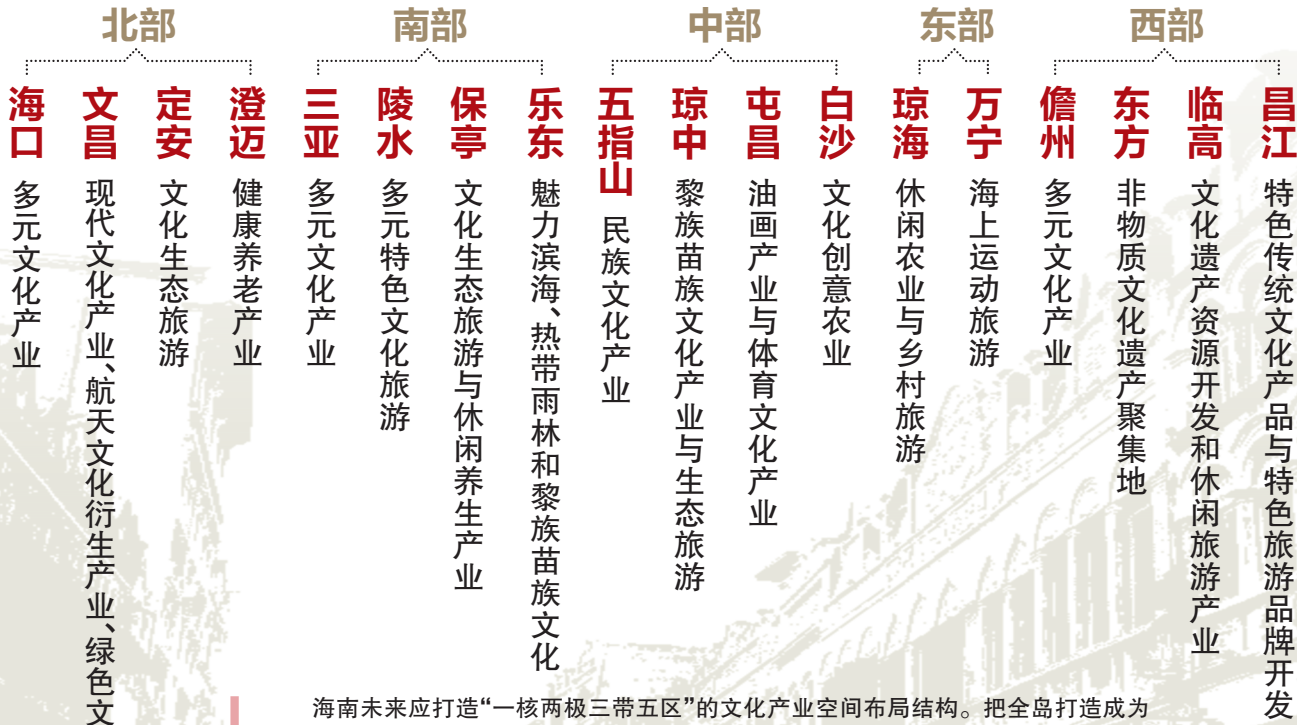 北部
海口
多元文化产业
文昌
现代文化产业、航天文化衍生产业、绿色文
定安
文化生态旅游
澄迈
健康养老产业
南部
三亚
多元文化产业
陵水
多元特色文化旅游
保亭
文化生态旅游与休闲养生产业
乐东
魅力滨海、热带雨林和黎族苗族文化
中部
五指山
民族文化产业
琼中
黎族苗族文化产业与生态旅游
屯昌
油画产业与体育文化产业
白沙
文化创意农业
东部
琼海
休闲农业与乡村旅游
万宁
海上运动旅游
西部
儋州
多元文化产业
东方
非物质文化遗产聚集地
临高
文化遗产资源开发和休闲旅游产业
昌江
特色传统文化产品与特色旅游品牌开发
海南未来应打造“一核两极三带五区”的文化产业空间布局结构。把全岛打造成为